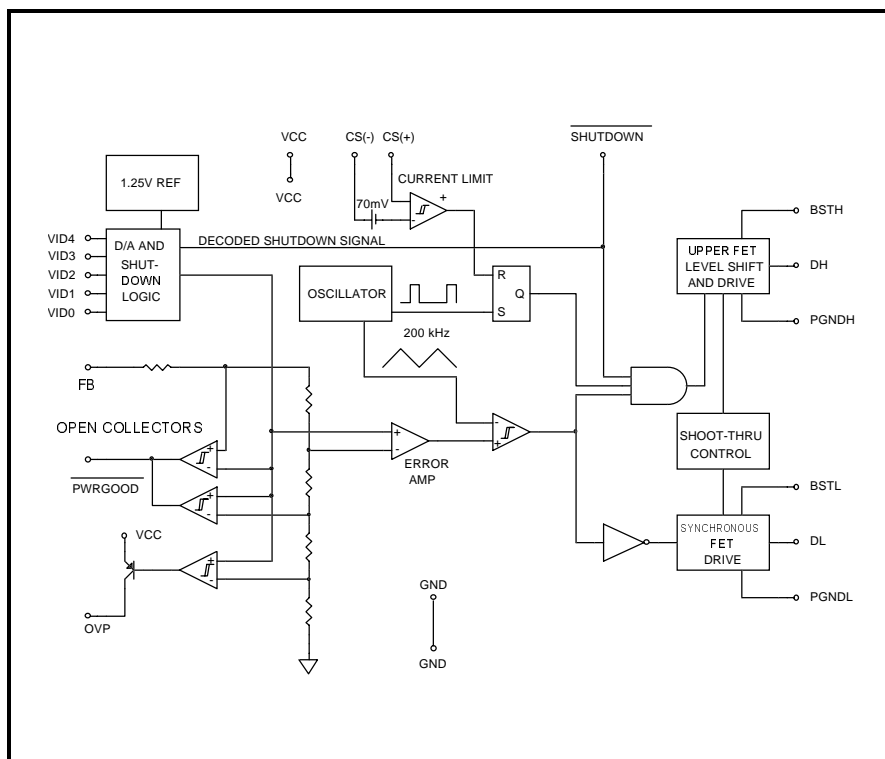 VCC
CS(-)
CS(+)
SHUTDOWN
1.25V REF
VCC
CURRENT LIMIT
70mV
+
-
BSTH
VID4
VID3
VID2
VID1
VID0
D/A AND
SHUT-
DOWN
LOGIC
DECODED SHUTDOWN SIGNAL
UPPER FET
LEVEL SHIFT
AND DRIVE
DH
PGNDH
OSCILLATOR
R
Q
S
200 kHz
FB
OPEN COLLECTORS
+
-
PWRGOOD
+
-
+
-
ERROR
AMP
-
+
SHOOT-THRU
CONTROL
BSTL
VCC
+
-
SYNCHRONOUS
FET
DRIVE
DL
PGNDL
OVP
GND
GND